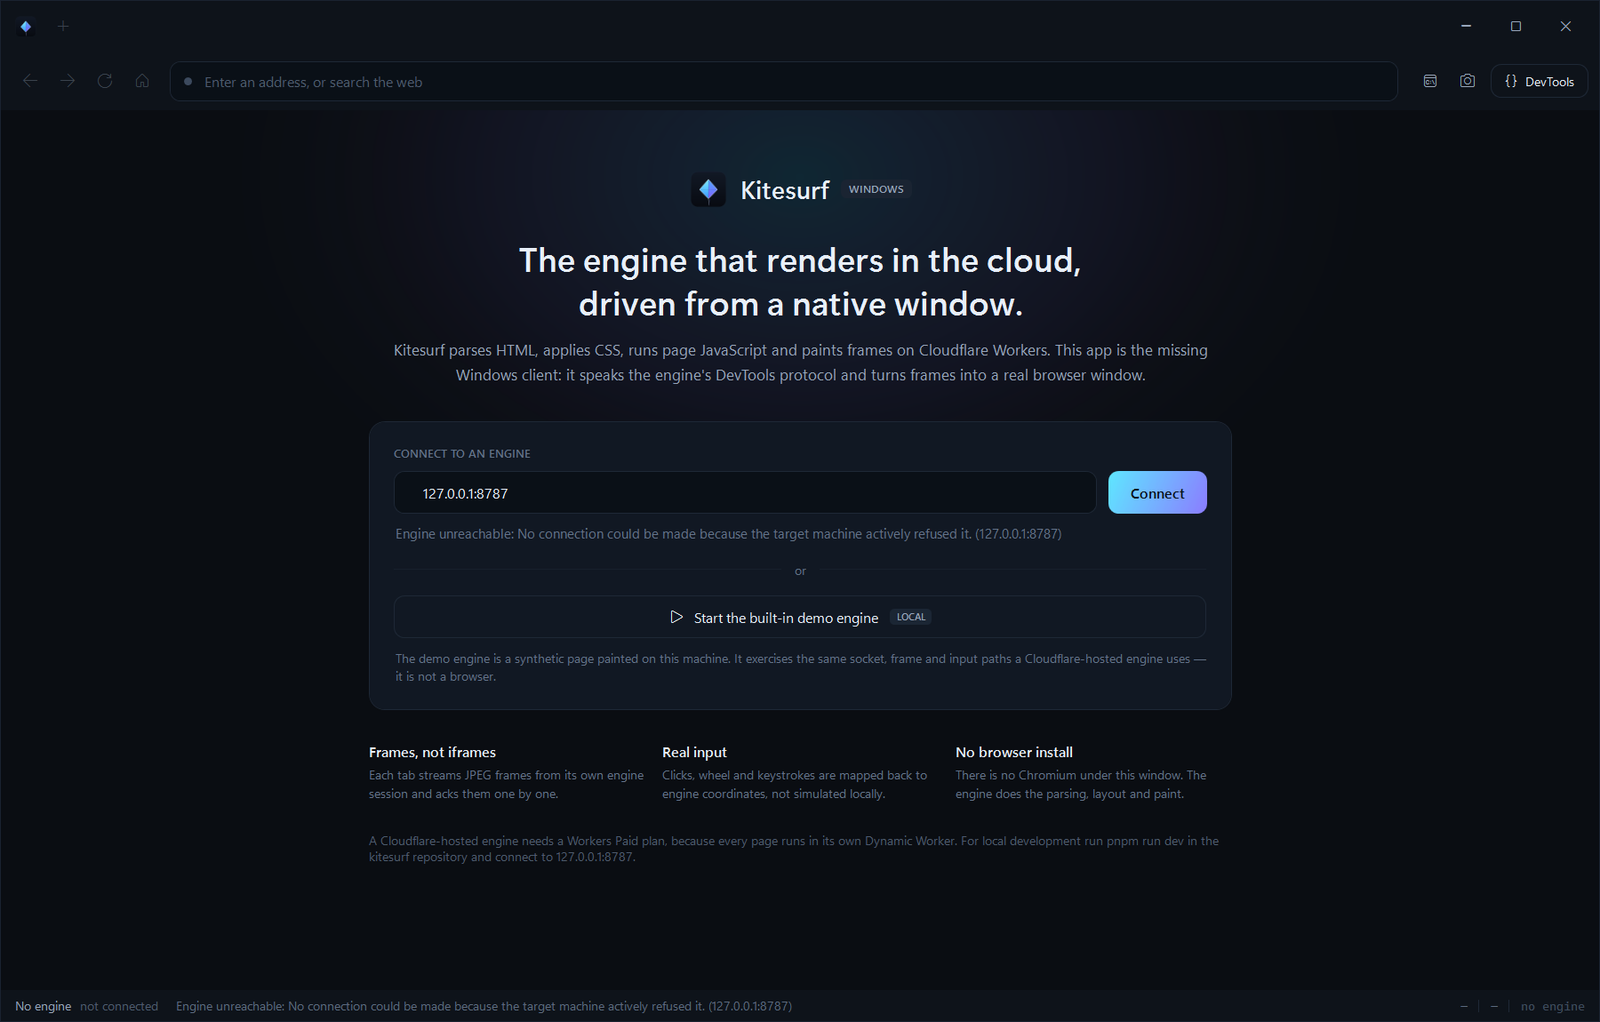 Enter an address, or search the web
{} DevTools
Kitesurf WINDOWS
The engine that renders in the cloud,
driven from a native window.
Kitesurf parses HTML, applies CSS, runs page JavaScript and paints frames on Cloudflare Workers. This app is the missing
Windows client: it speaks the engine's DevTools protocol and turns frames into a real browser window.
CONNECT TO AN ENGINE
127.0.0.1:8787
Connect
Engine unreachable: No connection could be made because the target machine actively refused it. (127.0.0.1:8787)
or
Start the built-in demo engine LOCAL
The demo engine is a synthetic page painted on this machine. It exercises the same socket, frame and input paths a Cloudflare-hosted engine uses —
it is not a browser.
Frames, not iframes
Each tab streams JPEG frames from its own engine
session and acks them one by one.
Real input
Clicks, wheel and keystrokes are mapped back to
engine coordinates, not simulated locally.
No browser install
There is no Chromium under this window. The
engine does the parsing, layout and paint.
A Cloudflare-hosted engine needs a Workers Paid plan, because every page runs in its own Dynamic Worker. For local development run pnpm run dev in the
kitesurf repository and connect to 127.0.0.1:8787.
No engine not connected Engine unreachable: No connection could be made because the target machine actively refused it. (127.0.0.1:8787) – – no engine